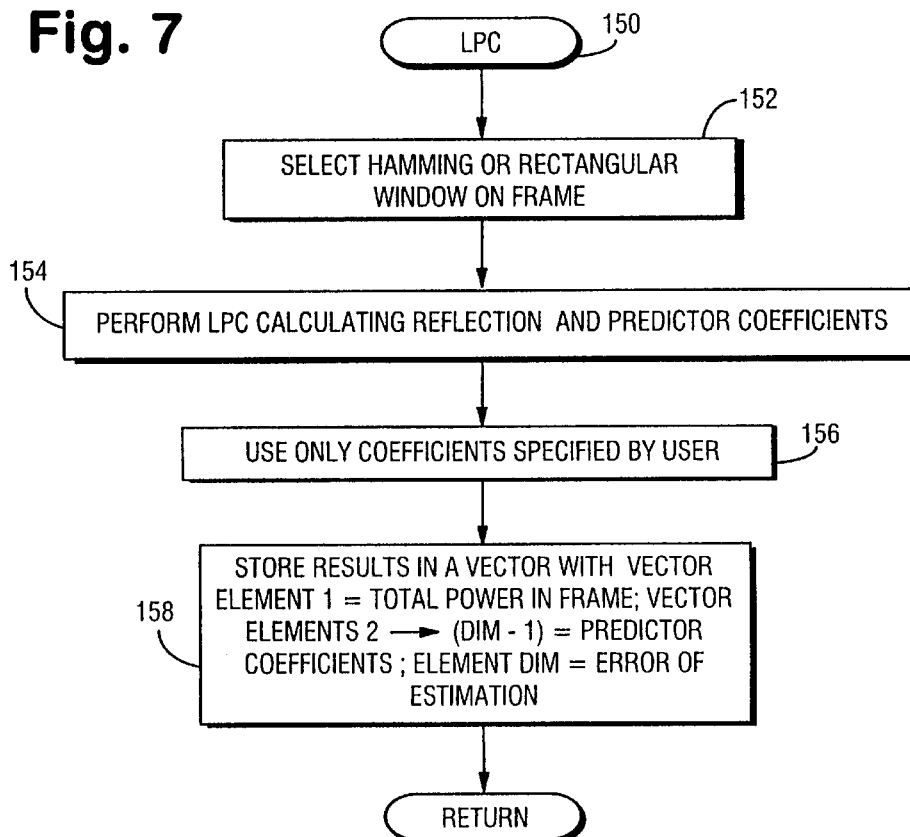 Fig. 7
LPC
150
152
SELECT HAMMING OR RECTANGULAR
WINDOW ON FRAME
154
PERFORM LPC CALCULATING REFLECTION AND PREDICTOR COEFFICIENTS
USE ONLY COEFFICIENTS SPECIFIED BY USER
156
STORE RESULTS IN A VECTOR WITH VECTOR
ELEMENT 1 = TOTAL POWER IN FRAME; VECTOR
158
ELEMENTS 2 → (DIM - 1) = PREDICTOR
COEFFICIENTS ; ELEMENT DIM = ERROR OF
ESTIMATION
RETURN